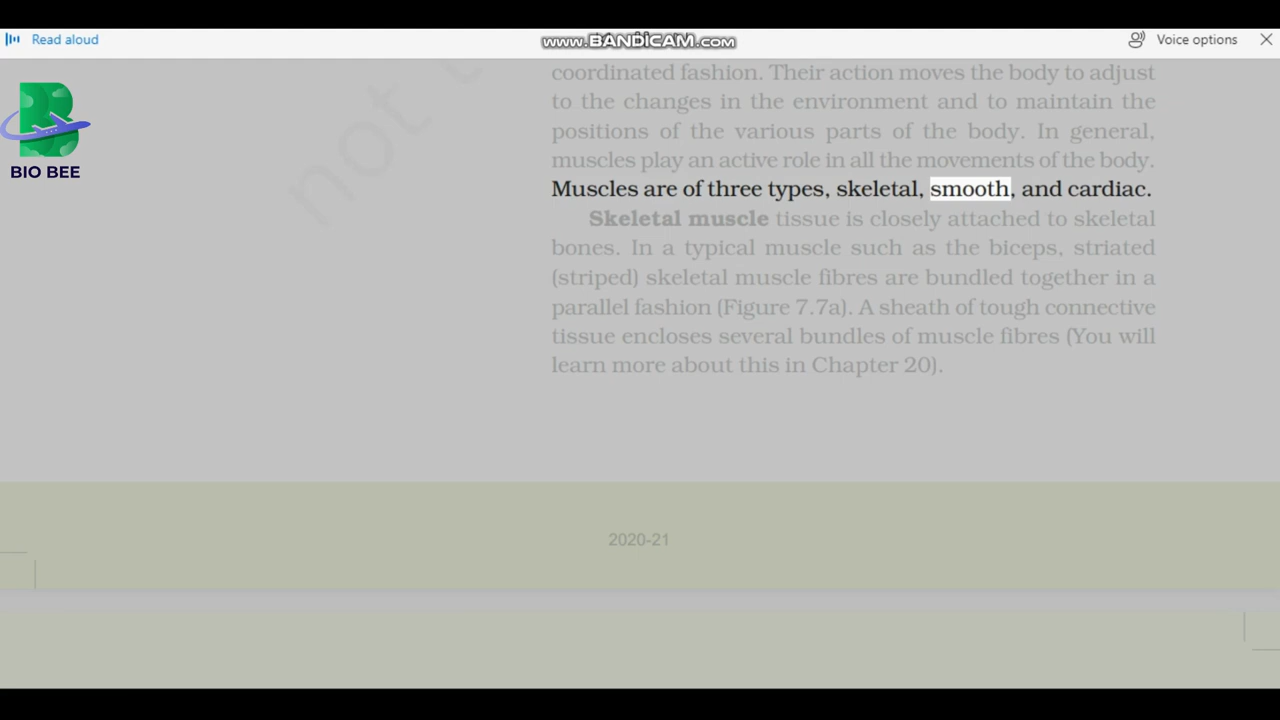 Read aloud
www.BANDICAM.com
Voice options
BIO BEE
not
coordinated fashion. Their action moves the body to adjust
to the changes in the environment and to maintain the
positions of the various parts of the body. In general,
muscles play an active role in all the movements of the body.
Muscles are of three types, skeletal, smooth, and cardiac.
Skeletal muscle tissue is closely attached to skeletal
bones. In a typical muscle such as the biceps, striated
(striped) skeletal muscle fibres are bundled together in a
parallel fashion (Figure 7.7a). A sheath of tough connective
tissue encloses several bundles of muscle fibres (You will
learn more about this in Chapter 20).
2020-21